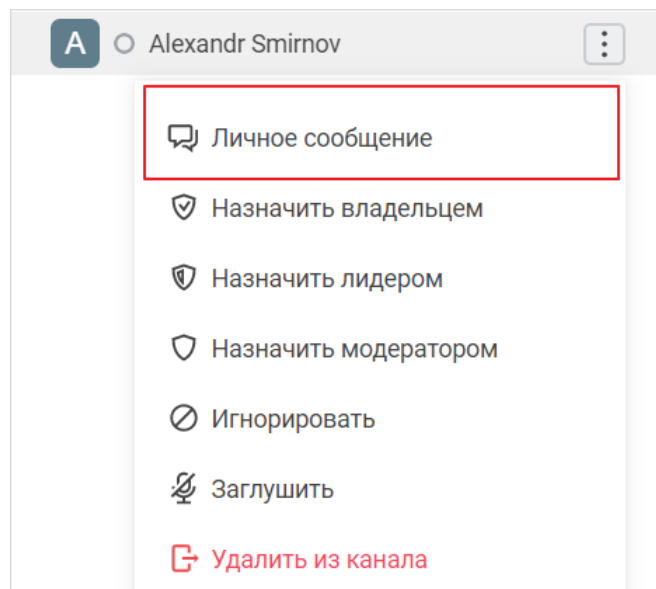 A Alexandr Smirnov
Личное сообщение
Назначить владельцем
Назначить лидером
Назначить модератором
Игнорировать
Заглушить
Удалить из канала